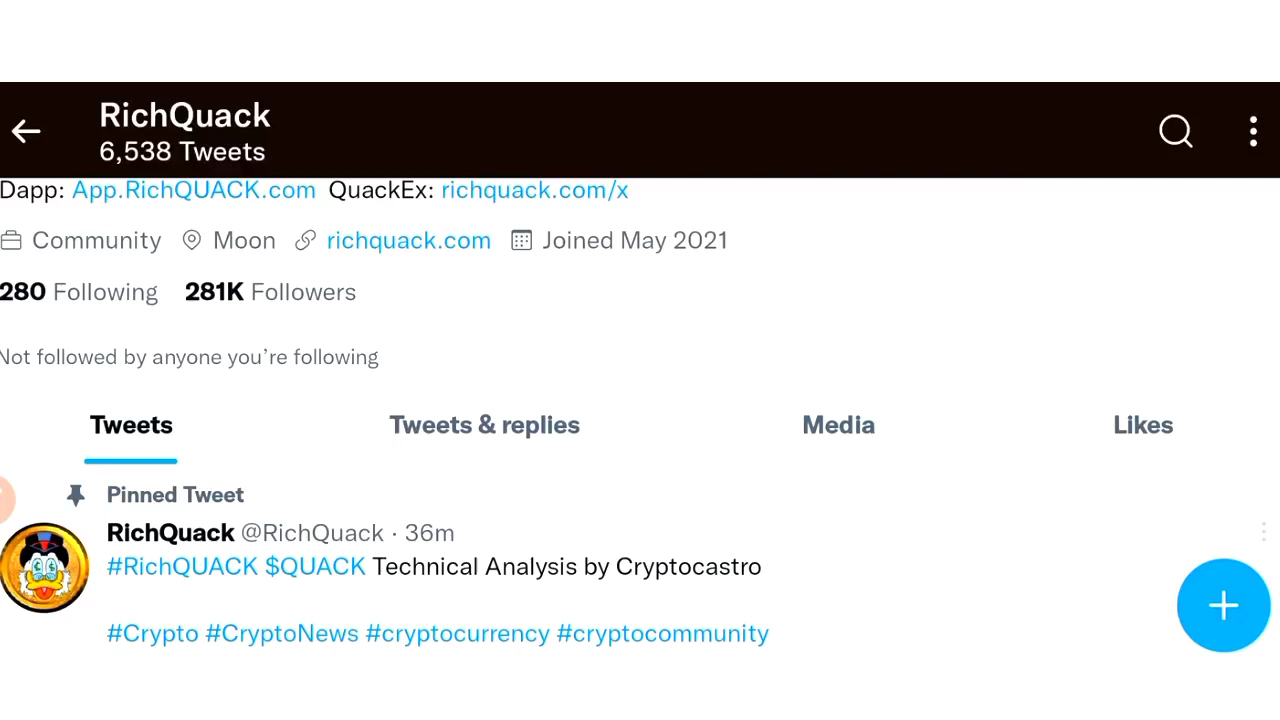 RichQuack
6,538 Tweets
Dapp: App.RichQUACK.com QuackEx: richquack.com/x
Community Moon richquack.com Joined May 2021
280 Following 281K Followers
Not followed by anyone you’re following
Tweets Tweets & replies Media Likes
Pinned Tweet
RichQuack @RichQuack · 36m
#RichQUACK $QUACK Technical Analysis by Cryptocastro
#Crypto #CryptoNews #cryptocurrency #cryptocommunity